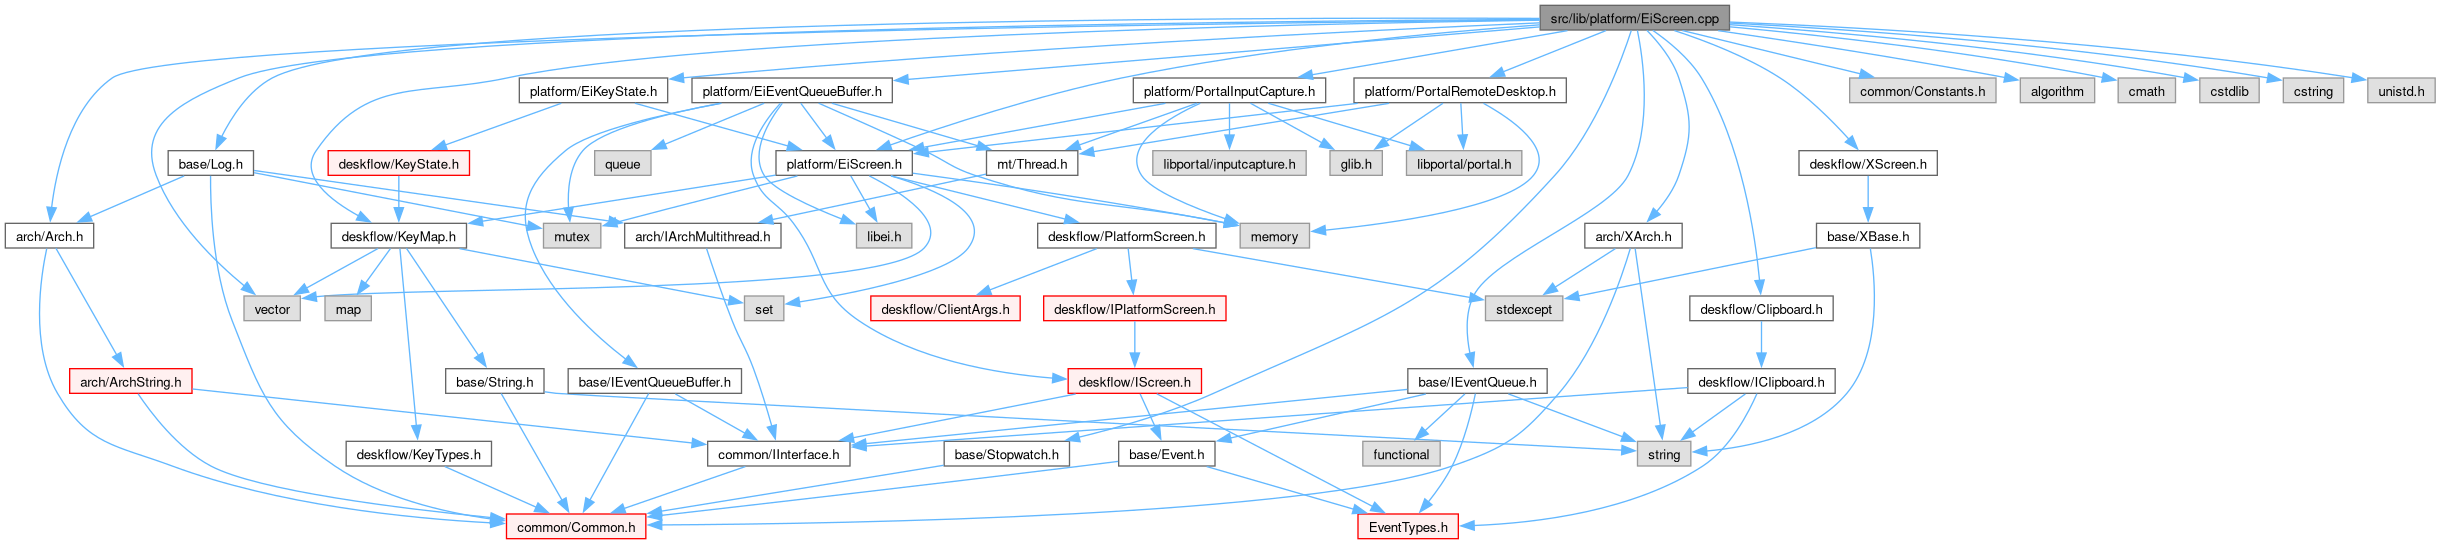 src/lib/platform/EiScreen.cpp
platform/EiKeyState.h
platform/EiEventQueueBuffer.h
platform/PortalInputCapture.h
platform/PortalRemoteDesktop.h
common/Constants.h
algorithm
cmath
cstdlib
cstring
unistd.h
base/Log.h
deskflow/KeyState.h
queue
platform/EiScreen.h
mt/Thread.h
libportal/inputcapture.h
glib.h
libportal/portal.h
deskflow/XScreen.h
arch/Arch.h
deskflow/KeyMap.h
mutex
arch/IArchMultithread.h
libei.h
deskflow/PlatformScreen.h
memory
arch/XArch.h
base/XBase.h
vector
map
set
deskflow/ClientArgs.h
deskflow/IPlatformScreen.h
stdexcept
deskflow/Clipboard.h
arch/ArchString.h
base/String.h
base/IEventQueueBuffer.h
deskflow/IScreen.h
base/IEventQueue.h
deskflow/IClipboard.h
deskflow/KeyTypes.h
common/IInterface.h
base/Stopwatch.h
base/Event.h
functional
string
common/Common.h
EventTypes.h